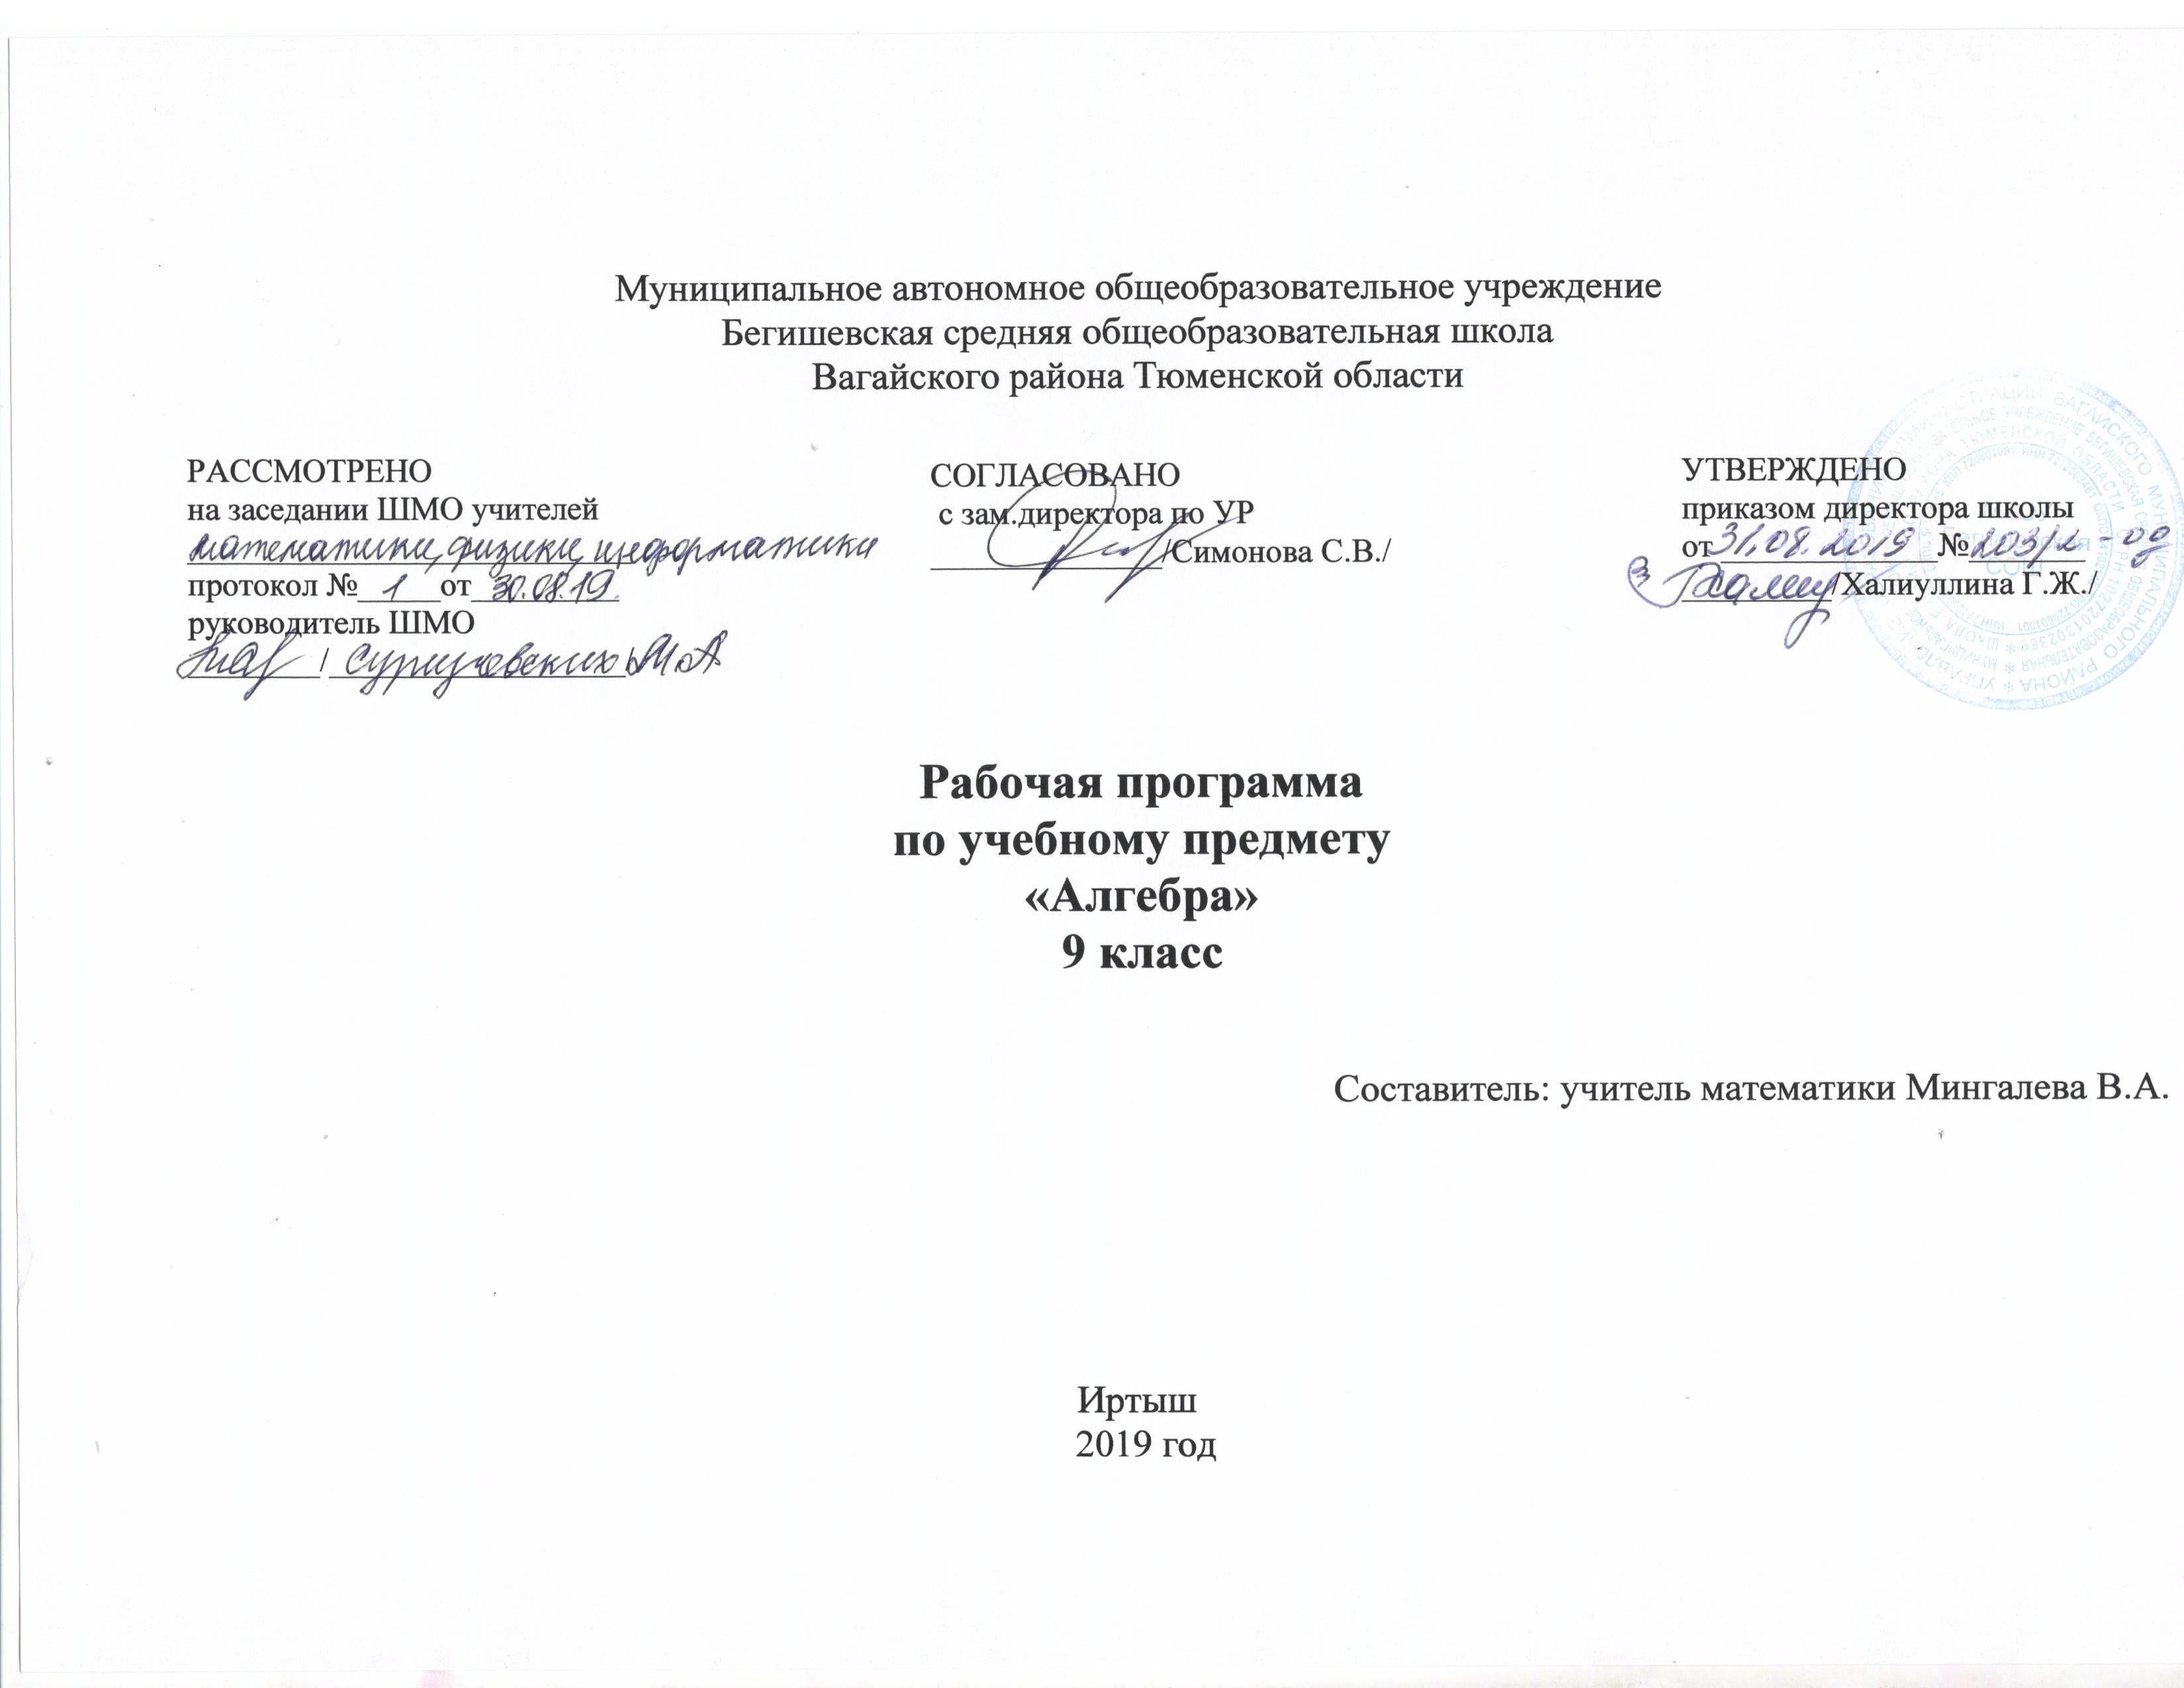 Муниципальное автономное общеобразовательное учреждение
Бегишевская средняя общеобразовательная школа
Вагайского района Тюменской области
РАССМОТРЕНО
на заседании ШМО учителей
математики, физики, информатики
протокол № 1 от 30.08.19.
руководитель ШМО
/ М.А
СОГЛАСОВАНО
с зам.директора по УР
/Симонова С.В./
УТВЕРЖДЕНО
приказом директора школы
от 31.08.2019 №203/2-од
/Халиуллина Г.Ж./
Рабочая программа
по учебному предмету
«Алгебра»
9 класс
Составитель: учитель математики Мингалева В.А.
Иртыш
2019 год